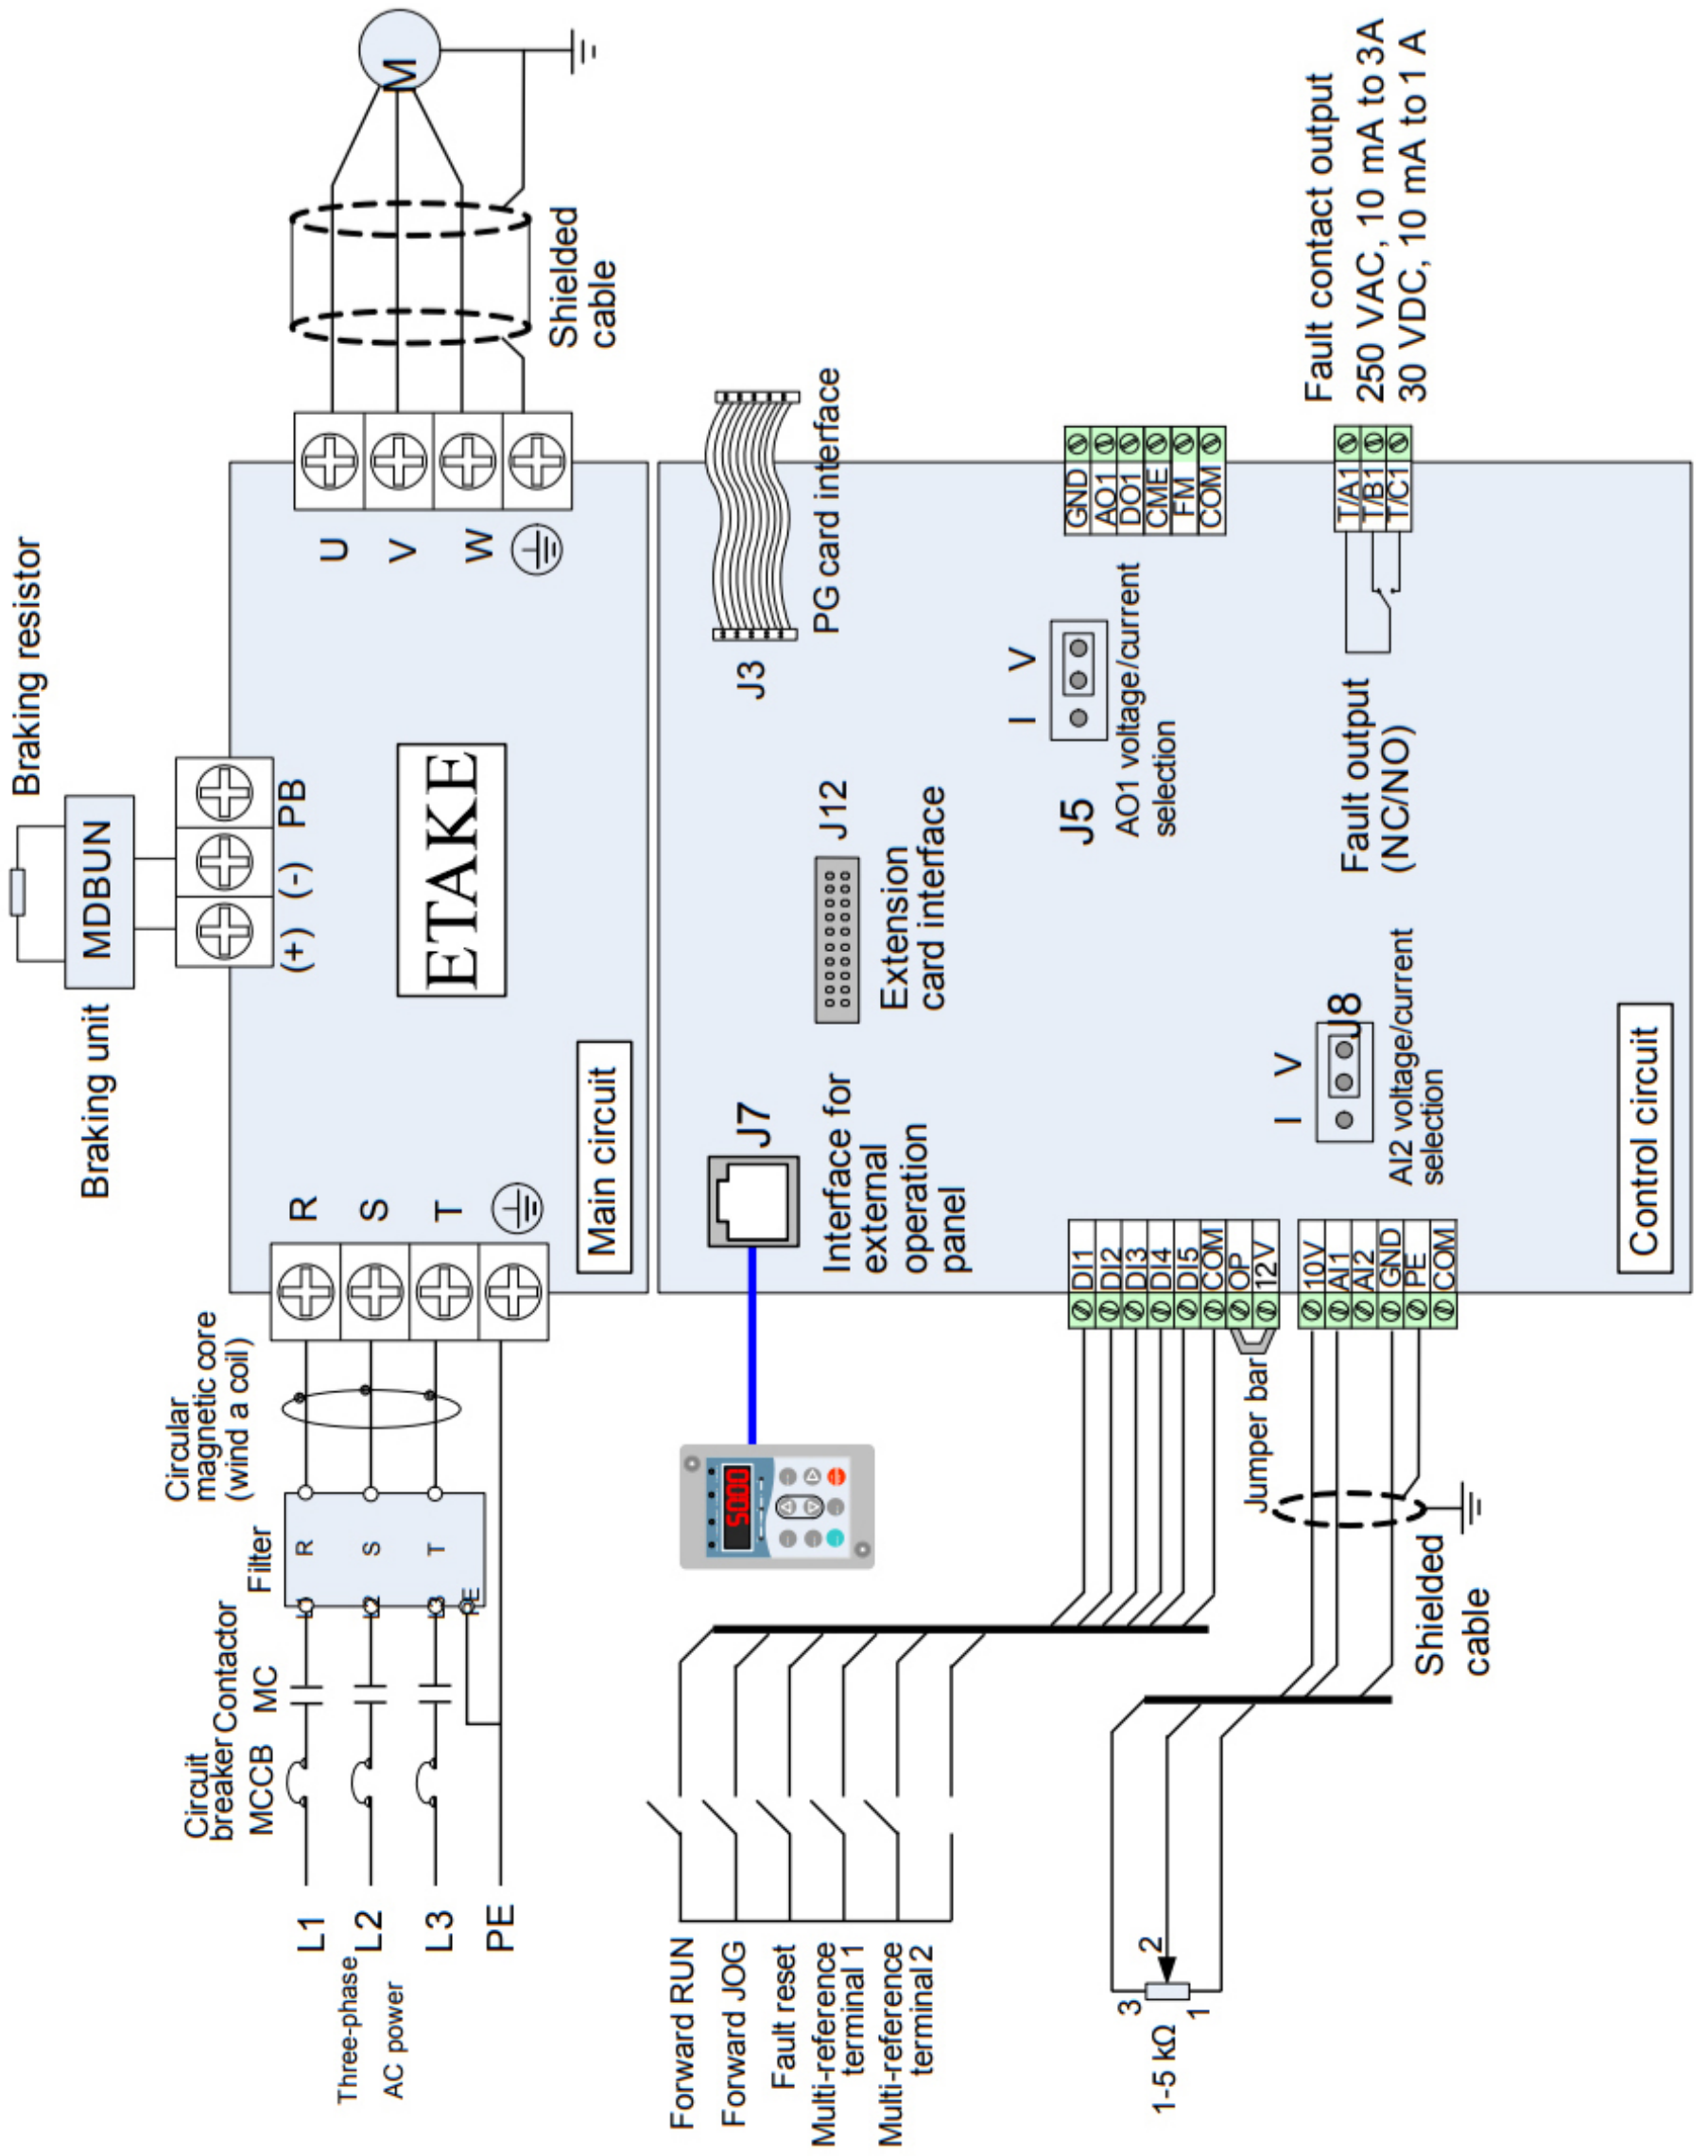 Braking resistor
Braking unit
MDBUN
(+)
(-)
PB
Circuit
breaker
MCCB
Contactor
MC
Filter
Circular
magnetic core
(wind a coil)
Three-phase
AC power
L1
L2
L3
PE
L1
L2
L3
PE
R
S
T
R
S
T
ETAKE
Main circuit
U
V
W
M
Shielded
cable
J7
Interface for
external
operation
panel
50.00
J12
Extension
card interface
J3
PG card interface
Forward RUN
Forward JOG
Fault reset
Multi-reference
terminal 1
Multi-reference
terminal 2
DI1
DI2
DI3
DI4
DI5
COM
OP
12V
Jumper bar
10V
AI1
AI2
GND
PE
COM
Shielded
cable
1-5 kΩ
3
2
1
I
V
J5
AO1 voltage/current
selection
I
V
J8
AI2 voltage/current
selection
GND
AO1
DO1
CME
FM
COM
Fault output
(NC/NO)
T/A1
T/B1
T/C1
Fault contact output
250 VAC, 10 mA to 3A
30 VDC, 10 mA to 1 A
Control circuit